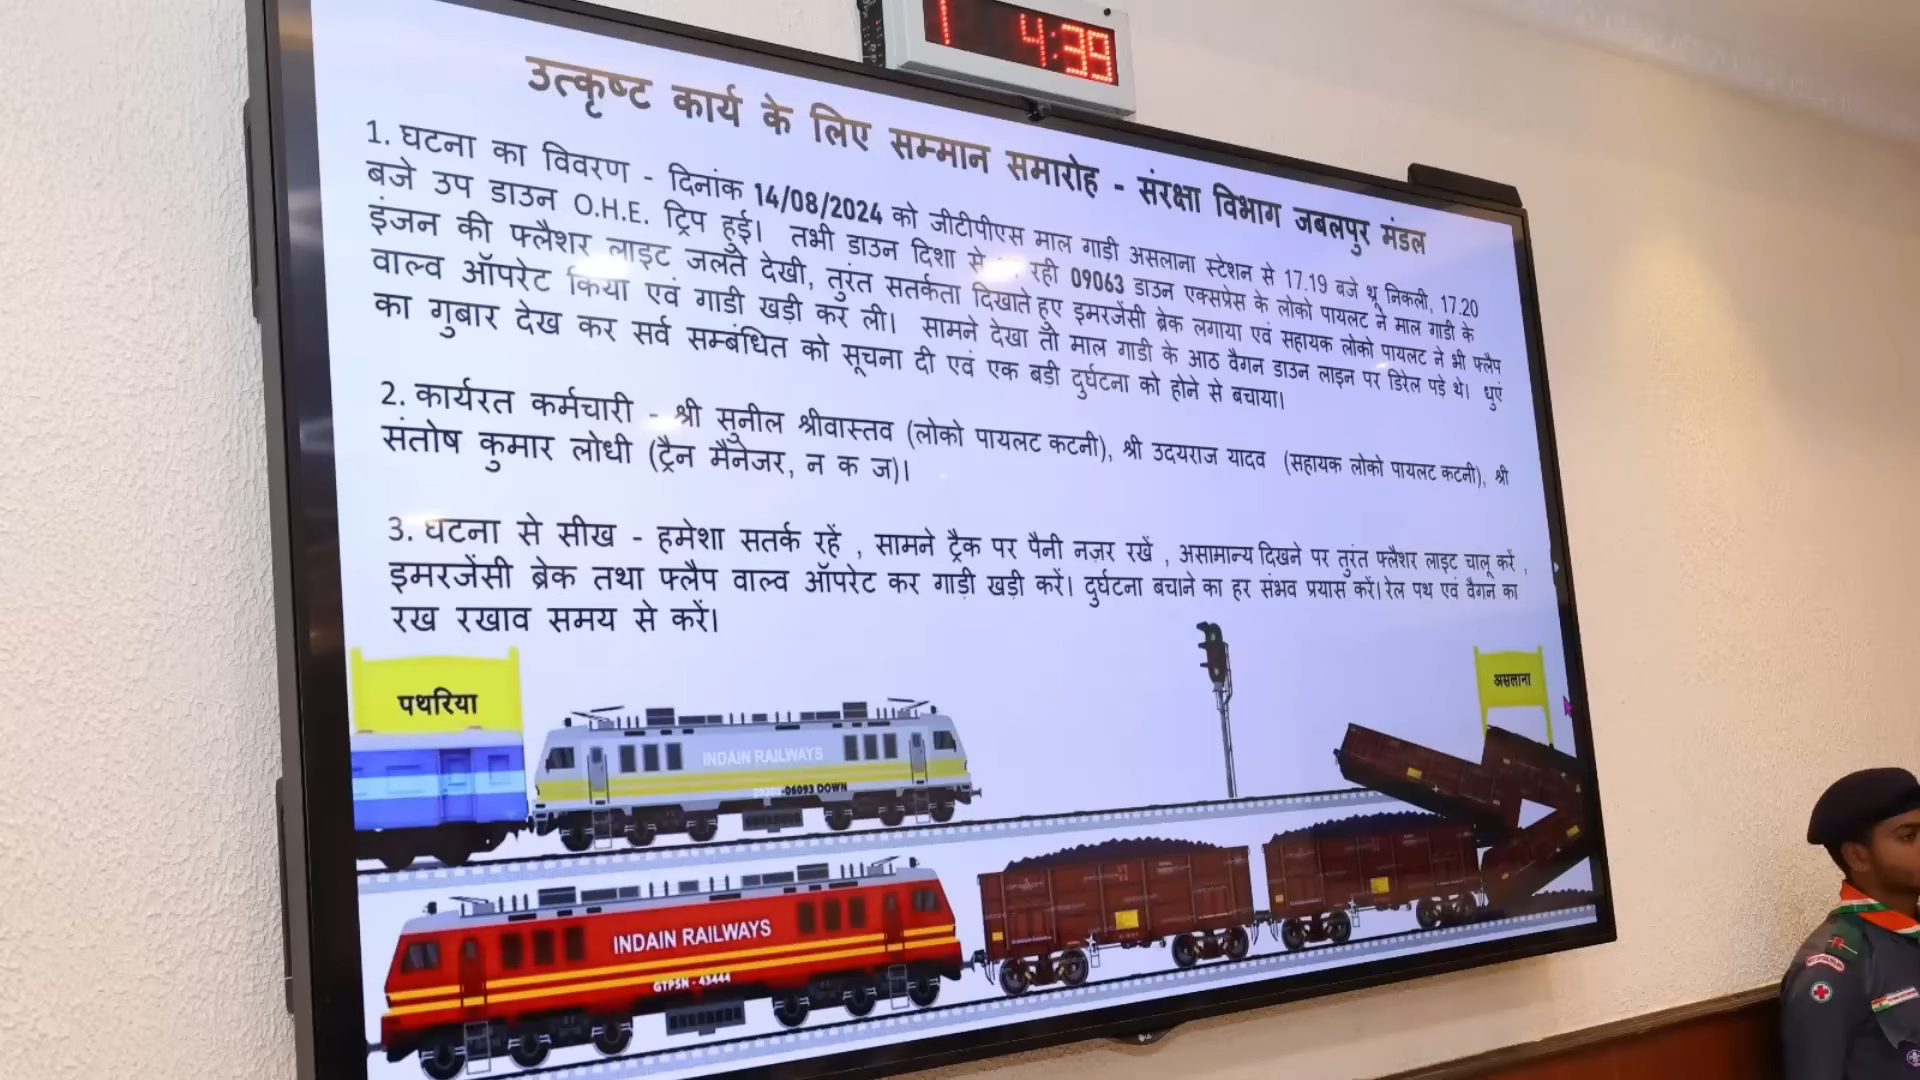 1 4:39
उत्कृष्ट कार्य के लिए सम्मान समारोह - संरक्षा विभाग जबलपुर मंडल
1. घटना का विवरण - दिनांक 14/08/2024 को जीटीपीएस माल गाड़ी असलाना स्टेशन से 17.19 बजे थ्रू निकली, 17.20
बजे उप डाउन O.H.E. ट्रिप हुई। तभी डाउन दिशा से रही 09063 डाउन एक्सप्रेस के लोको पायलट ने माल गाडी के
इंजन की फ्लैशर लाइट जलते देखी, तुरंत सतर्कता दिखाते हुए इमरजेंसी ब्रेक लगाया एवं सहायक लोको पायलट ने भी फ्लैप
वाल्व ऑपरेट किया एवं गाडी खड़ी कर ली। सामने देखा तो माल गाडी के आठ वैगन डाउन लाइन पर डिरेल पड़े थे। धुएं
का गुबार देख कर सर्व सम्बंधित को सूचना दी एवं एक बड़ी दुर्घटना को होने से बचाया।
2. कार्यरत कर्मचारी - श्री सुनील श्रीवास्तव (लोको पायलट कटनी), श्री उदयराज यादव (सहायक लोको पायलट कटनी), श्री
संतोष कुमार लोधी (ट्रैन मैनेजर, न क ज)।
3. घटना से सीख - हमेशा सतर्क रहें , सामने ट्रैक पर पैनी नज़र रखें , असामान्य दिखने पर तुरंत फ्लैशर लाइट चालू करें ,
इमरजेंसी ब्रेक तथा फ्लैप वाल्व ऑपरेट कर गाड़ी खड़ी करें। दुर्घटना बचाने का हर संभव प्रयास करें। रेल पथ एवं वैगन का
रख रखाव समय से करें।
पथरिया
असलाना
INDAIN RAILWAYS
-06093 DOWN
INDAIN RAILWAYS
GTPSN - 43444